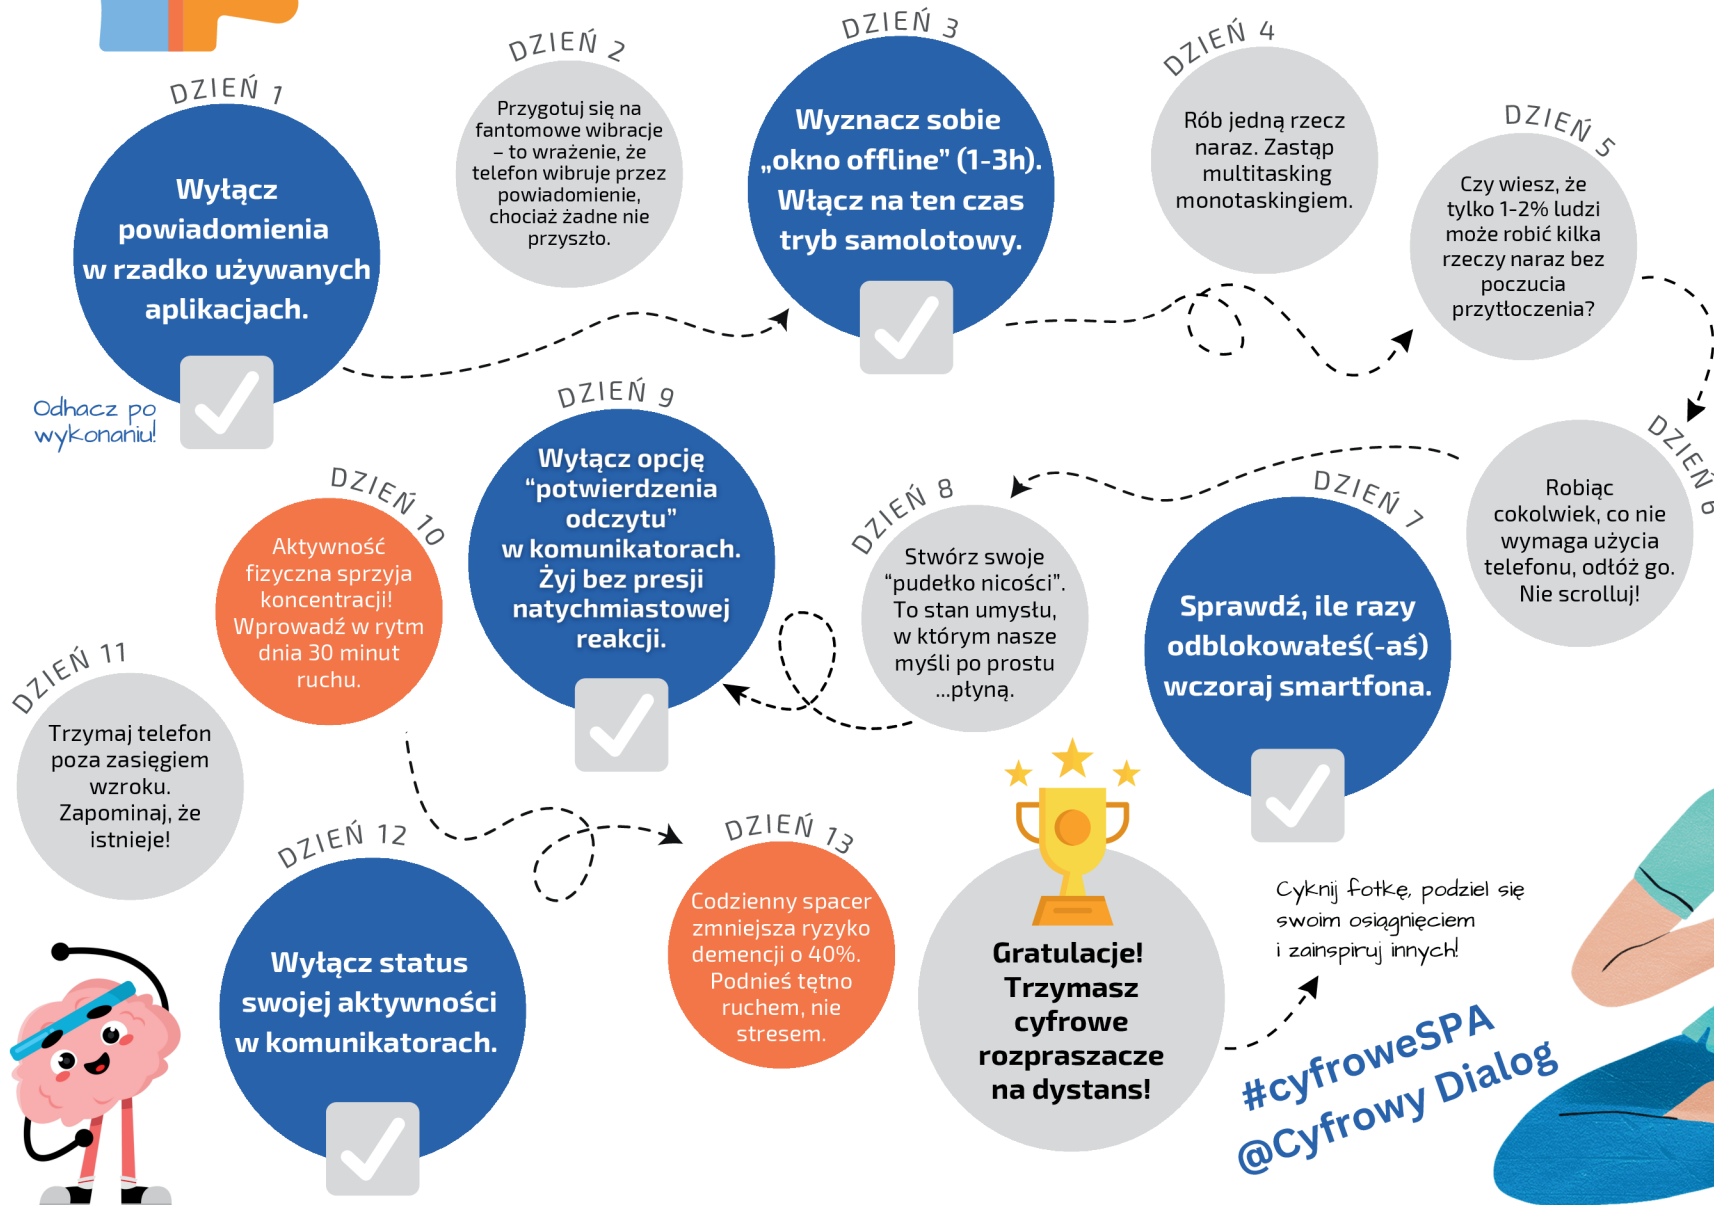 DZIEŃ 1
Wyłącz
powiadomienia
w rzadko używanych
aplikacjach.
Odhacz po
wykonaniu!
DZIEŃ 2
Przygotuj się na
fantomowe wibracje
– to wrażenie, że
telefon wibruje przez
powiadomienie,
chociaż żadne nie
przyszło.
DZIEŃ 3
Wyznacz sobie
„okno offline” (1-3h).
Włącz na ten czas
tryb samolotowy.
DZIEŃ 4
Rób jedną rzecz
naraz. Zastąp
multitasking
monotaskingiem.
DZIEŃ 5
Czy wiesz, że
tylko 1-2% ludzi
może robić kilka
rzeczy naraz bez
poczucia
przytłoczenia?
DZIEŃ 6
Robiąc
cokolwiek, co nie
wymaga użycia
telefonu, odłóż go.
Nie scrolluj!
DZIEŃ 7
Sprawdź, ile razy
odblokowałeś(-aś)
wczoraj smartfona.
DZIEŃ 8
Stwórz swoje
“pudełko nicości”.
To stan umysłu,
w którym nasze
myśli po prostu
...płyną.
DZIEŃ 9
Wyłącz opcję
“potwierdzenia
odczytu”
w komunikatorach.
Żyj bez presji
natychmiastowej
reakcji.
DZIEŃ 10
Aktywność
fizyczna sprzyja
koncentracji!
Wprowadź w rytm
dnia 30 minut
ruchu.
DZIEŃ 11
Trzymaj telefon
poza zasięgiem
wzroku.
Zapominaj, że
istnieje!
DZIEŃ 12
Wyłącz status
swojej aktywności
w komunikatorach.
DZIEŃ 13
Codzienny spacer
zmniejsza ryzyko
demencji o 40%.
Podnieś tętno
ruchem, nie
stresem.
Gratulacje!
Trzymasz
cyfrowe
rozpraszacze
na dystans!
Cyknij fotkę, podziel się
swoim osiągnięciem
i zainspiruj innych!
#cyfroweSPA
@Cyfrowy Dialog